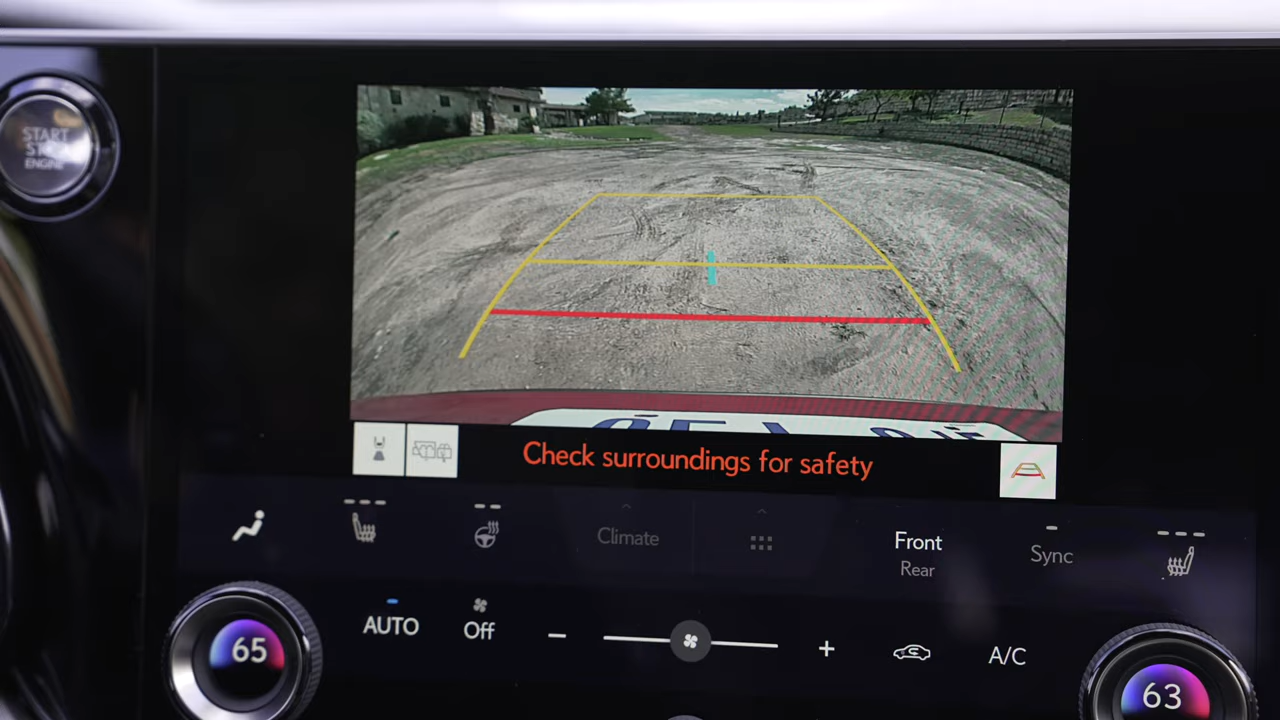 START
STOP
ENGINE
Check surroundings for safety
Climate
Front
Rear
Sync
AUTO
Off
A/C
65
63